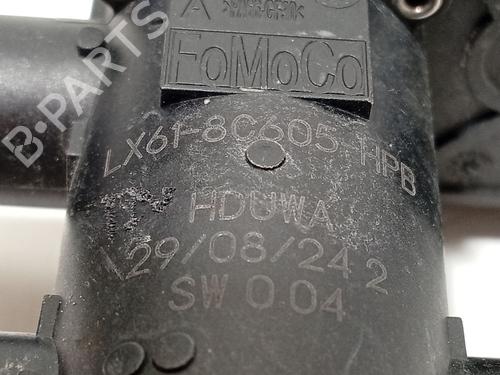 A
FoMoCo
LX61-8C605-HPB
HDUWA
29/08/24 2
SW 0.04
B-PARTS